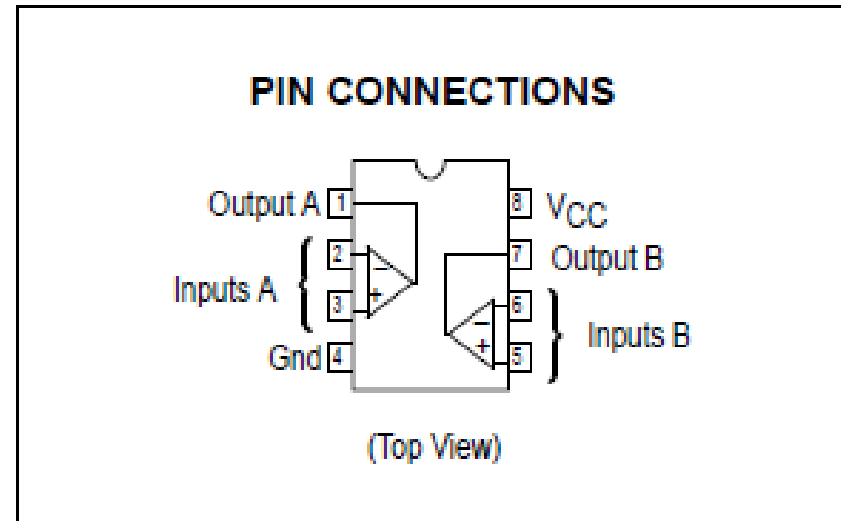 PIN CONNECTIONS
Output A 1
8 VCC
2
7 Output B
Inputs A
−
3
+
6
−
Inputs B
Gnd 4
+
5
(Top View)